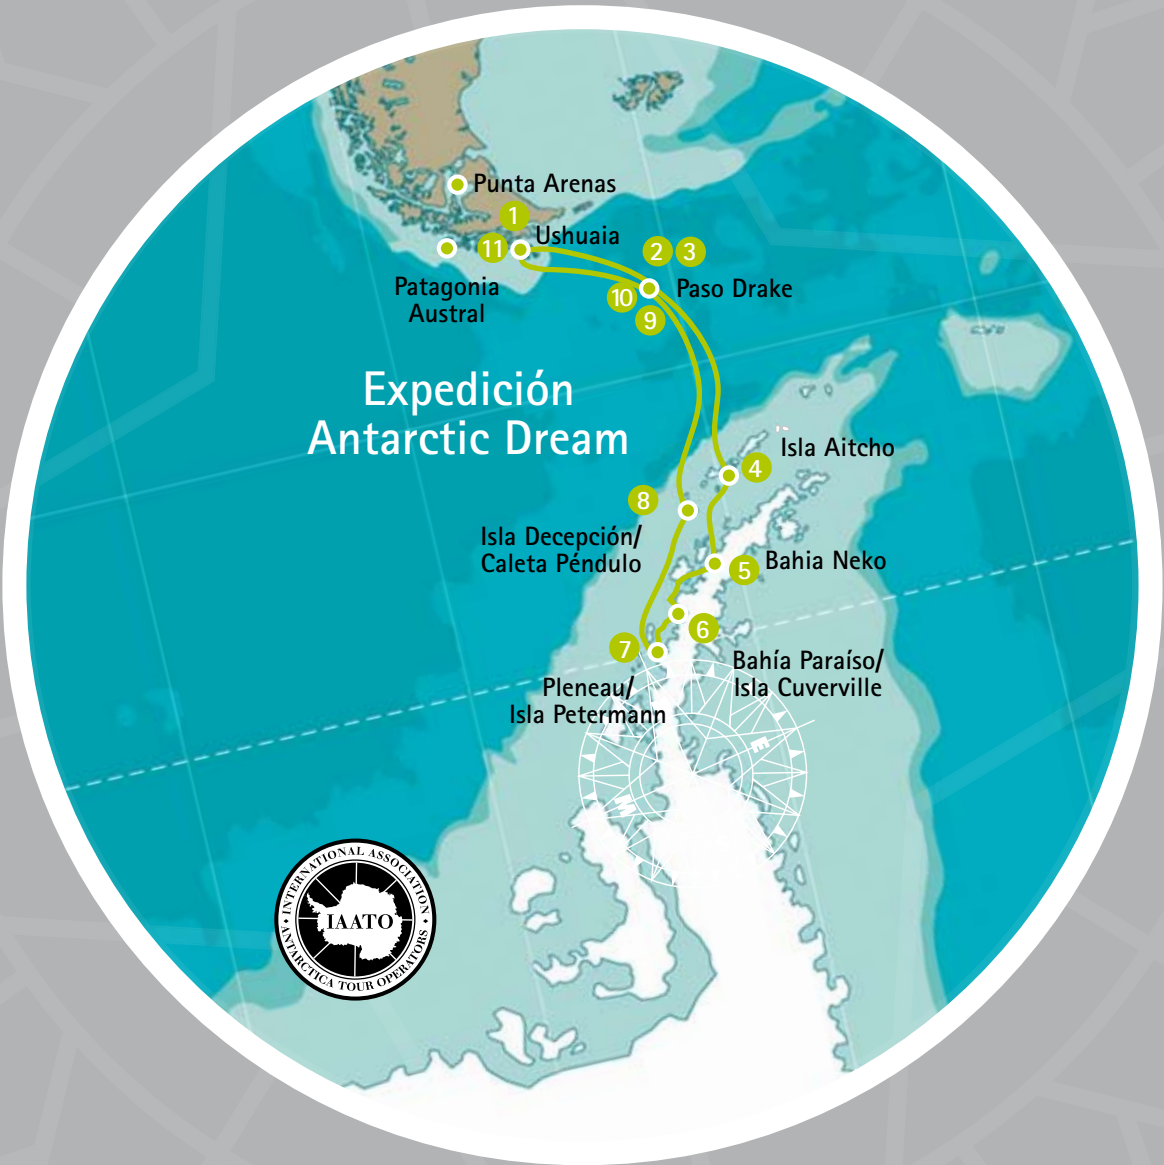 Punta Arenas
1
Ushuaia
11
2
3
Patagonia
Austral
10
Paso Drake
9
Expedición
Antarctic Dream
Isla Aitcho
4
8
Isla Decepción/
Caleta Péndulo
Bahia Neko
5
6
7
Bahía Paraíso/
Isla Cuverville
Pleneau/
Isla Petermann
E
W
INTERNATIONAL ASSOCIATION
IAATO
ANTARCTICA TOUR OPERATORS